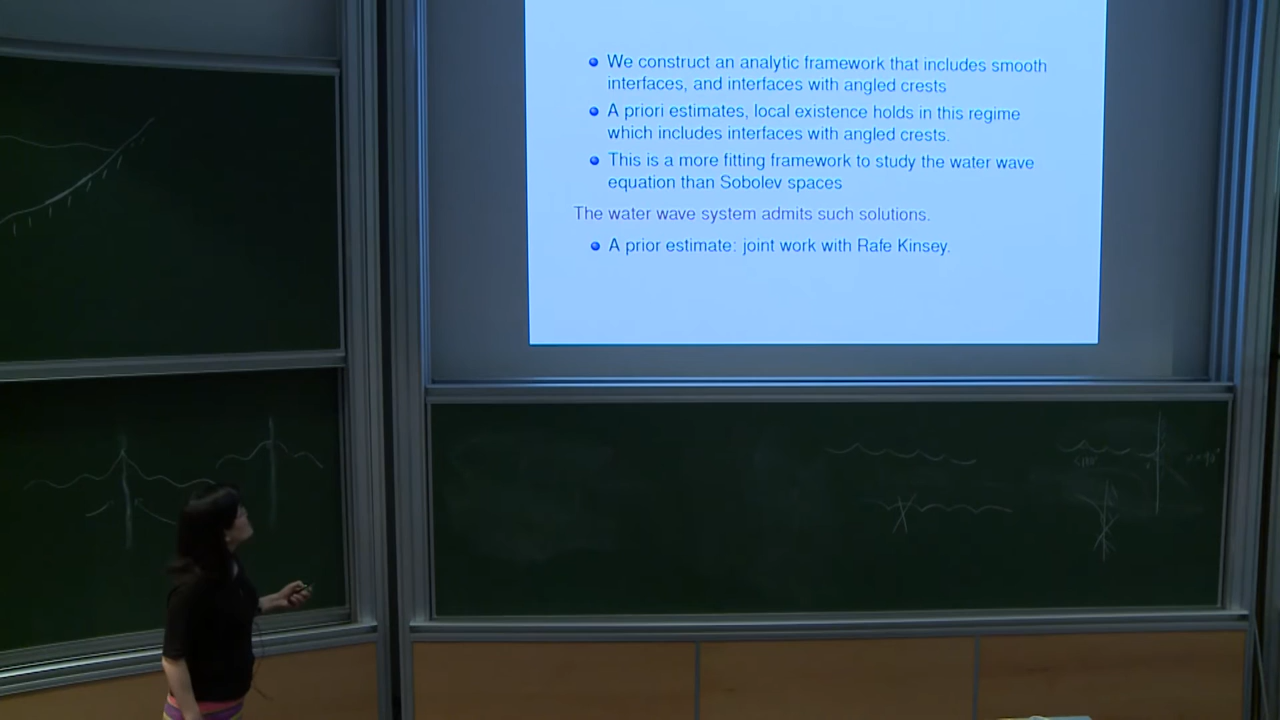 We construct an analytic framework that includes smooth
interfaces, and interfaces with angled crests
A priori estimates, local existence holds in this regime
which includes interfaces with angled crests.
This is a more fitting framework to study the water wave
equation than Sobolev spaces
The water wave system admits such solutions.
A prior estimate: joint work with Rafe Kinsey.